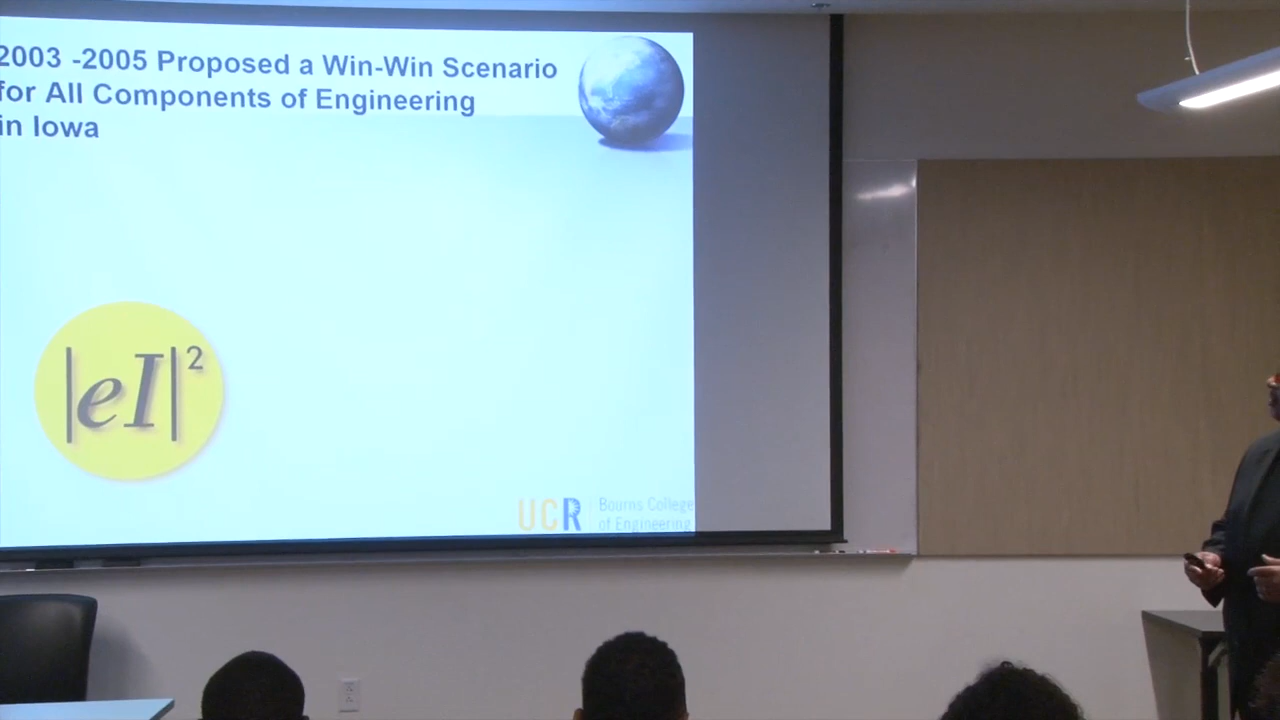 2003 -2005 Proposed a Win-Win Scenario
for All Components of Engineering
in Iowa
|eI|²
UCR Bourns College
of Engineering